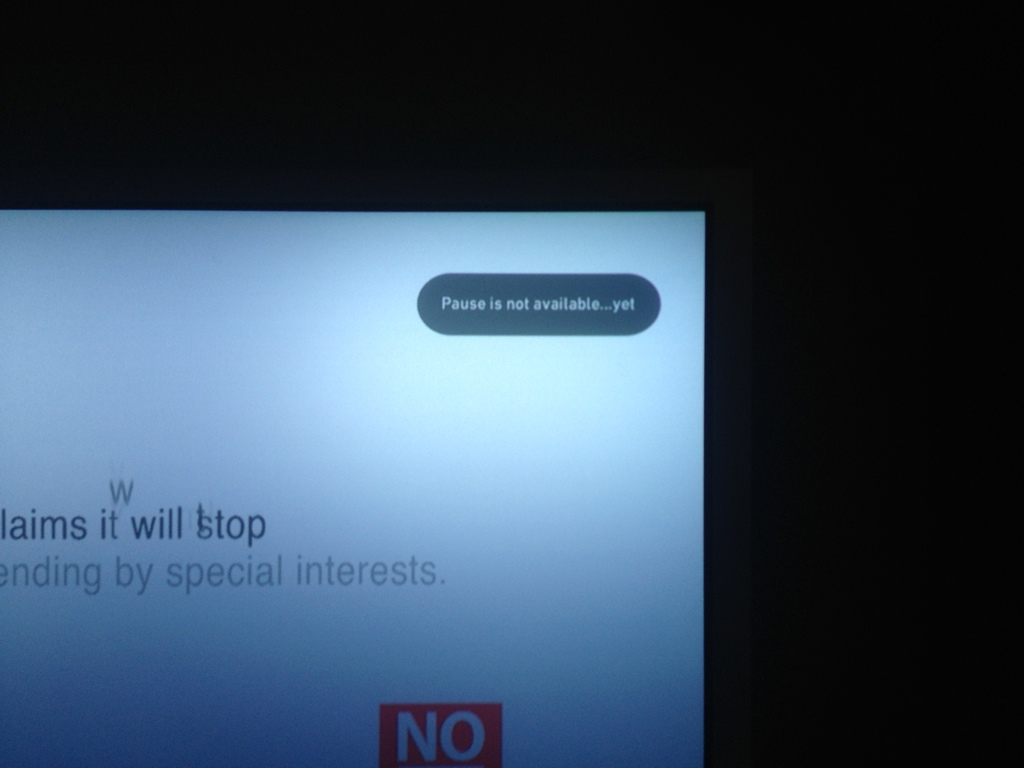 Pause is not available...yet
W
laims it will stop
ending by special interests.
NO